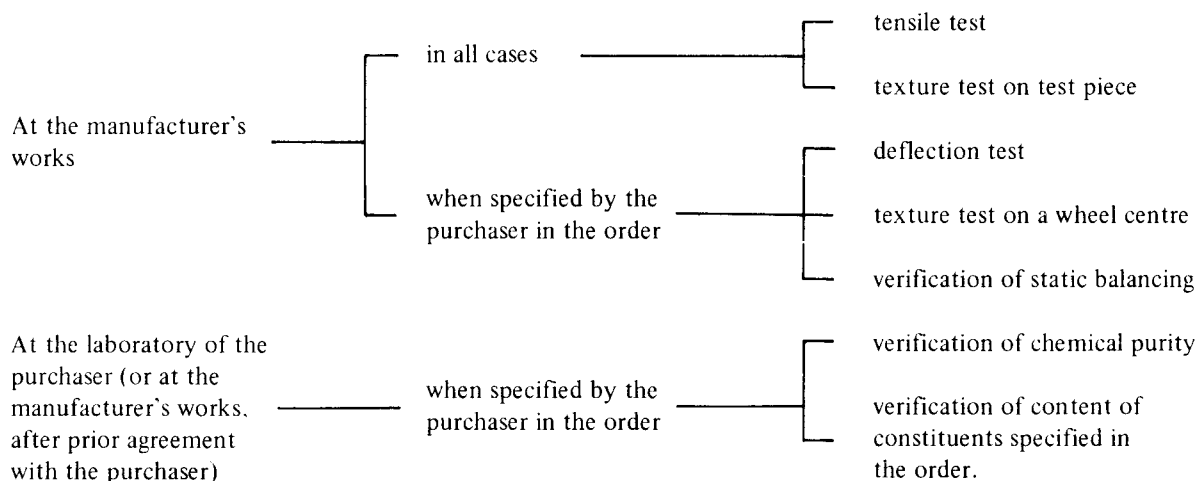 At the manufacturer's
works
in all cases
tensile test
texture test on test piece
when specified by the
purchaser in the order
deflection test
texture test on a wheel centre
verification of static balancing
At the laboratory of the
purchaser (or at the
manufacturer's works,
after prior agreement
with the purchaser)
when specified by the
purchaser in the order
verification of chemical purity
verification of content of
constituents specified in
the order.